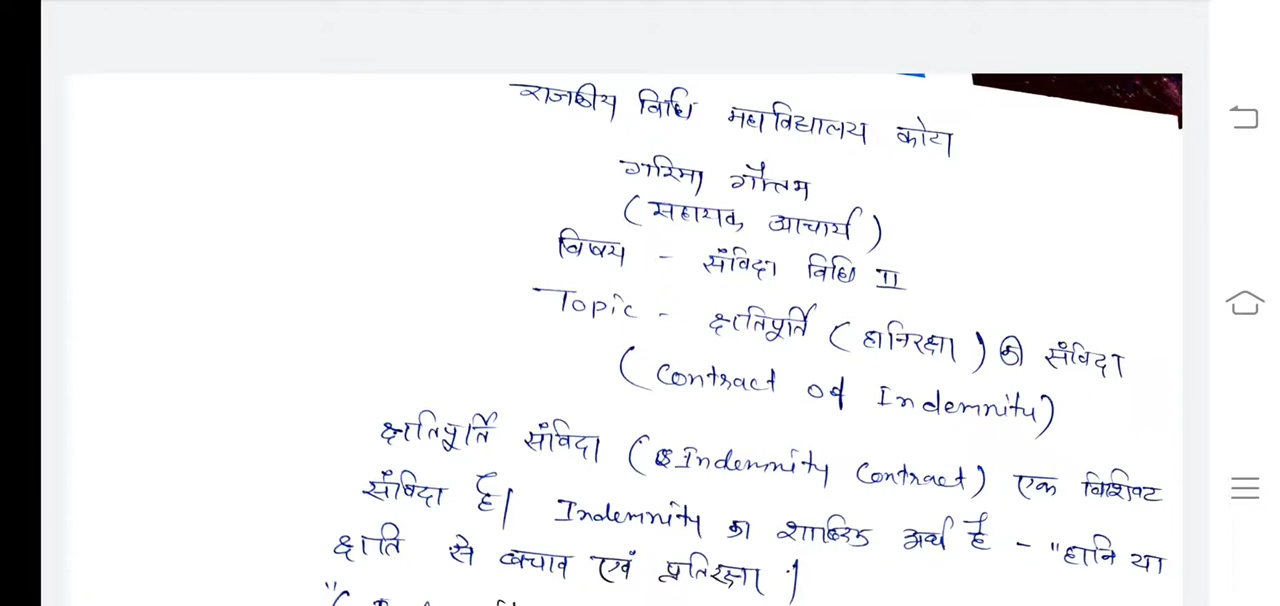 राजकीय विधि महाविद्यालय कोटा
गरिमा गौतम
(सहायक आचार्य)
विषय - संविदा विधि II
Topic - क्षतिपूर्ति (हानिरक्षा) की संविदा
(Contract of Indemnity)
क्षतिपूर्ति संविदा (Indemnity Contract) एक विशिष्ट
संविदा है। Indemnity का शाब्दिक अर्थ है - "हानि या
क्षति से बचाव एवं प्रतिरक्षा।